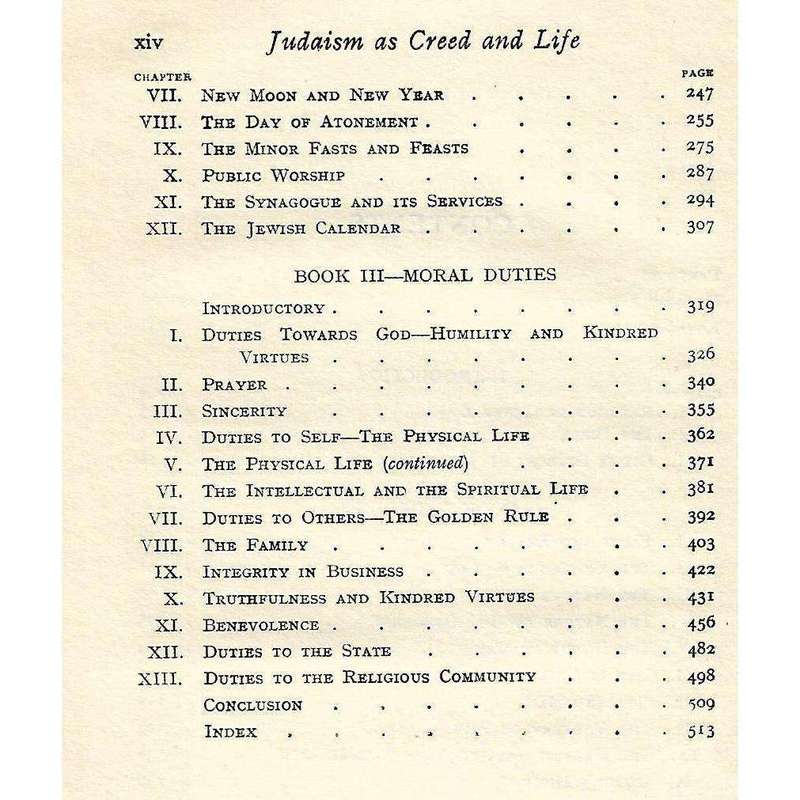 xiv Judaism as Creed and Life
CHAPTER PAGE
VII. NEW MOON AND NEW YEAR . . . . . 247
VIII. THE DAY OF ATONEMENT . . . . . . 255
IX. THE MINOR FASTS AND FEASTS . . . . 275
X. PUBLIC WORSHIP . . . . . . . 287
XI. THE SYNAGOGUE AND ITS SERVICES . . . . 294
XII. THE JEWISH CALENDAR . . . . . . 307
BOOK III—MORAL DUTIES
INTRODUCTORY . . . . . . . . 319
I. DUTIES TOWARDS GOD—HUMILITY AND KINDRED
VIRTUES . . . . . . . . 326
II. PRAYER . . . . . . . . . 340
III. SINCERITY . . . . . . . . 355
IV. DUTIES TO SELF—THE PHYSICAL LIFE . . . 362
V. THE PHYSICAL LIFE (continued) . . . . 371
VI. THE INTELLECTUAL AND THE SPIRITUAL LIFE . . 381
VII. DUTIES TO OTHERS—THE GOLDEN RULE . . . 392
VIII. THE FAMILY . . . . . . . . 403
IX. INTEGRITY IN BUSINESS . . . . . . 422
X. TRUTHFULNESS AND KINDRED VIRTUES . . . 431
XI. BENEVOLENCE . . . . . . . . 456
XII. DUTIES TO THE STATE . . . . . . 482
XIII. DUTIES TO THE RELIGIOUS COMMUNITY . . . 498
CONCLUSION . . . . . . . . 509
INDEX . . . . . . . . . 513